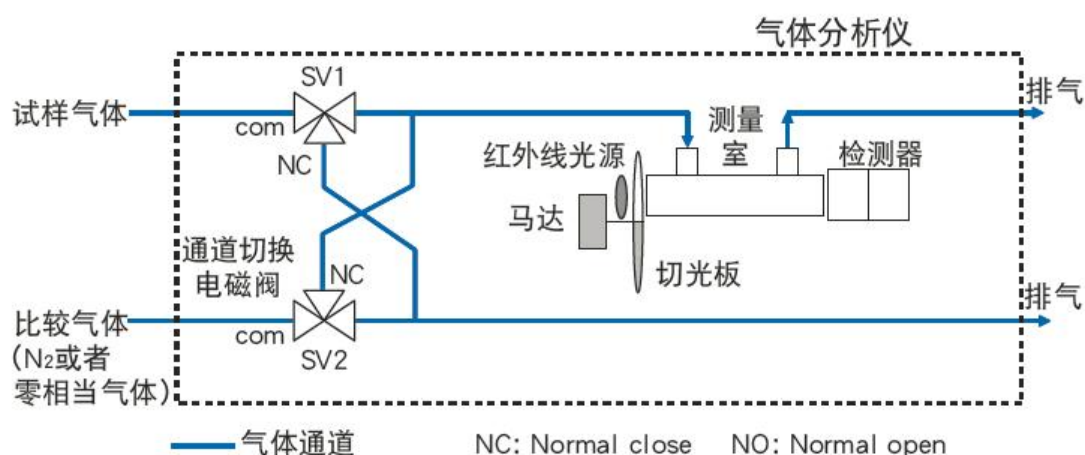 气体分析仪
SV1
试样气体
com
NC
排气
测量
室
红外线光源
检测器
马达
切光板
通道切换
电磁阀
NC
排气
比较气体
(N2或者
零相当气体)
com
SV2
气体通道
NC: Normal close
NO: Normal open